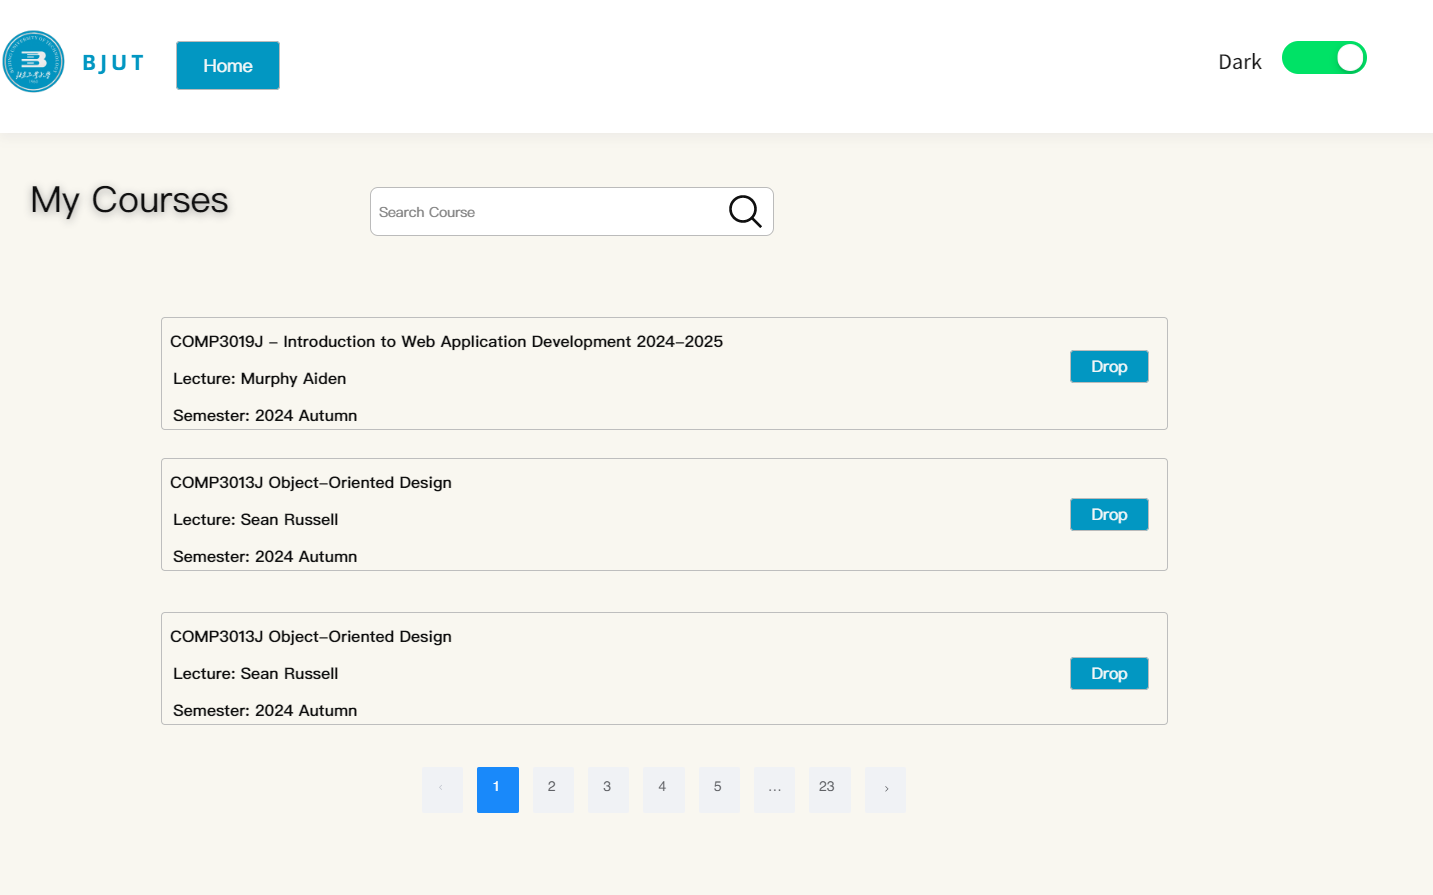 BJUT
Home
Dark
My Courses
Search Course
COMP3019J - Introduction to Web Application Development 2024-2025
Lecture: Murphy Aiden
Drop
Semester: 2024 Autumn
COMP3013J Object-Oriented Design
Lecture: Sean Russell
Drop
Semester: 2024 Autumn
COMP3013J Object-Oriented Design
Lecture: Sean Russell
Drop
Semester: 2024 Autumn
‹ 1 2 3 4 5 ... 23 ›